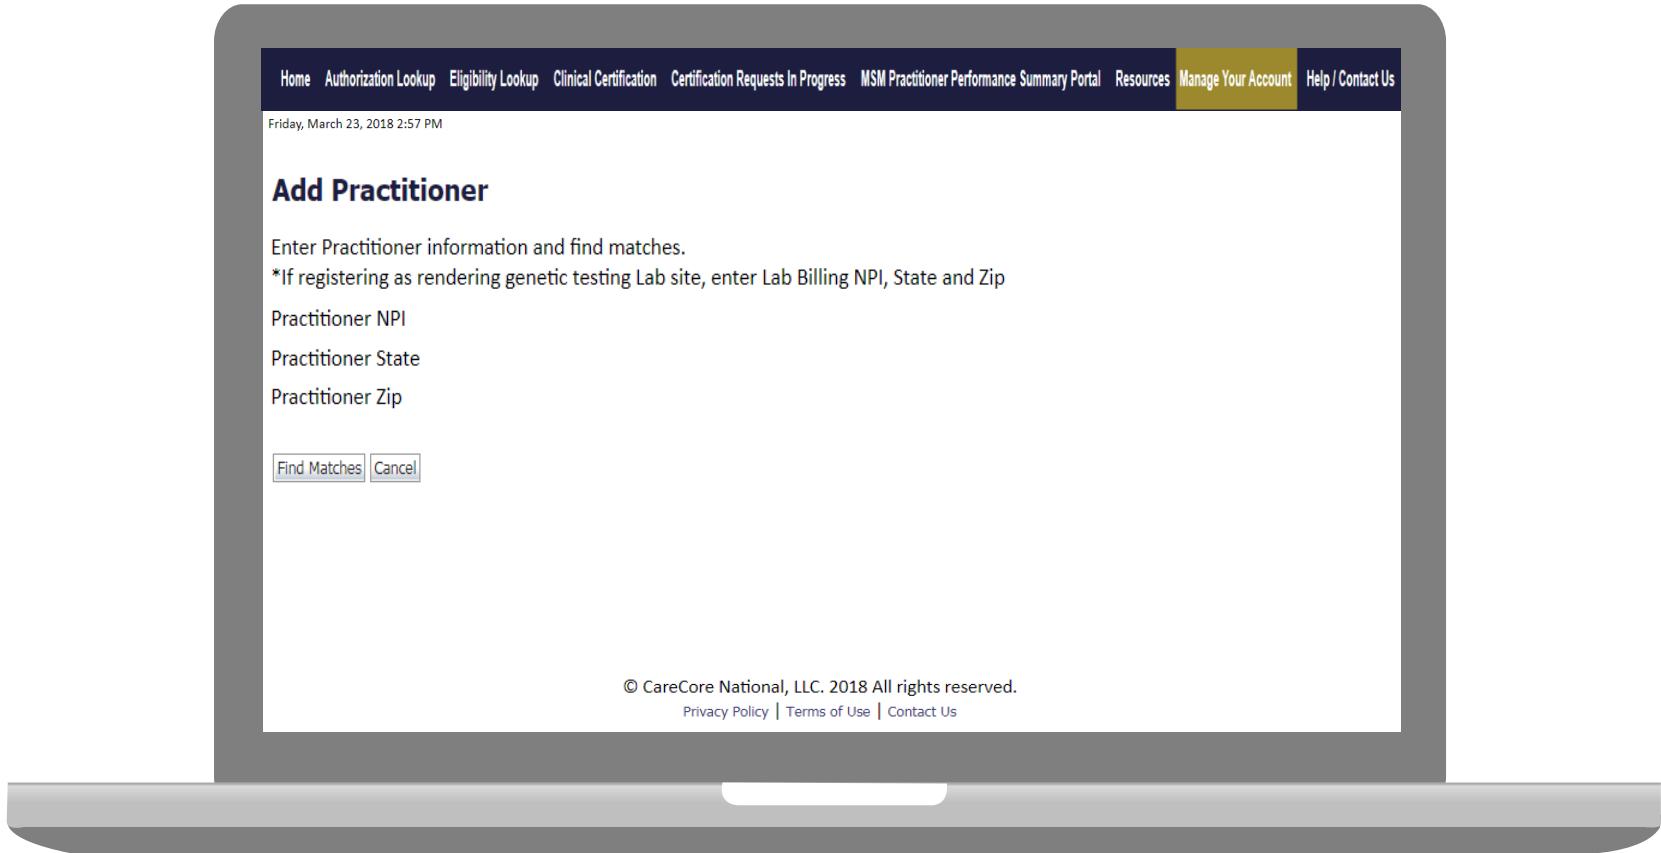 Home Authorization Lookup Eligibility Lookup Clinical Certification Certification Requests In Progress MSM Practitioner Performance Summary Portal Resources Manage Your Account Help / Contact Us
Friday, March 23, 2018 2:57 PM
Add Practitioner
Enter Practitioner information and find matches.
*If registering as rendering genetic testing Lab site, enter Lab Billing NPI, State and Zip
Practitioner NPI
Practitioner State
Practitioner Zip
Find Matches Cancel
© CareCore National, LLC. 2018 All rights reserved.
Privacy Policy | Terms of Use | Contact Us